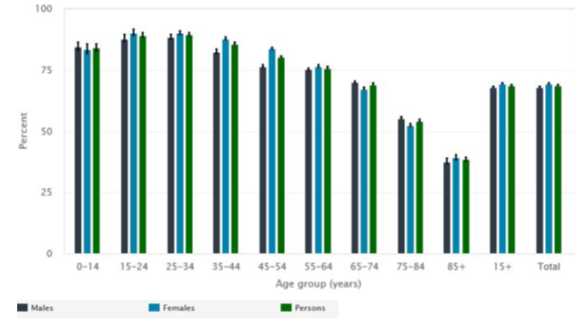 100
75
50
25
0
Percent
0-14 15-24 25-34 35-44 45-54 55-64 65-74 75-84 85+ 15+ Total
Age group (years)
Males Females Persons